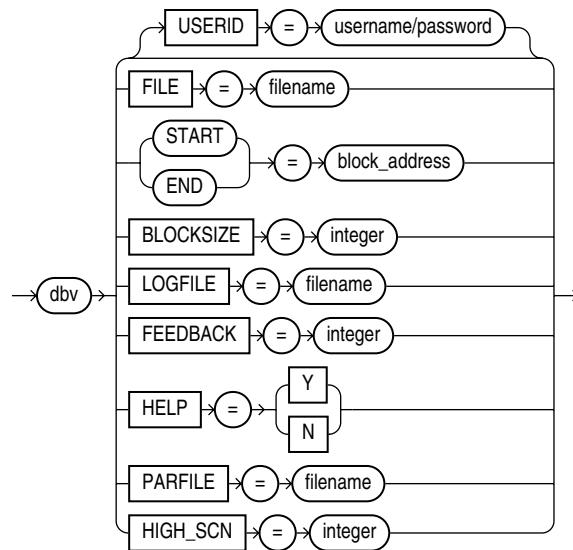 USERID = username/password
FILE = filename
START
= block_address
END
BLOCKSIZE = integer
dbv
LOGFILE = filename
FEEDBACK = integer
Y
HELP =
N
PARFILE = filename
HIGH_SCN = integer